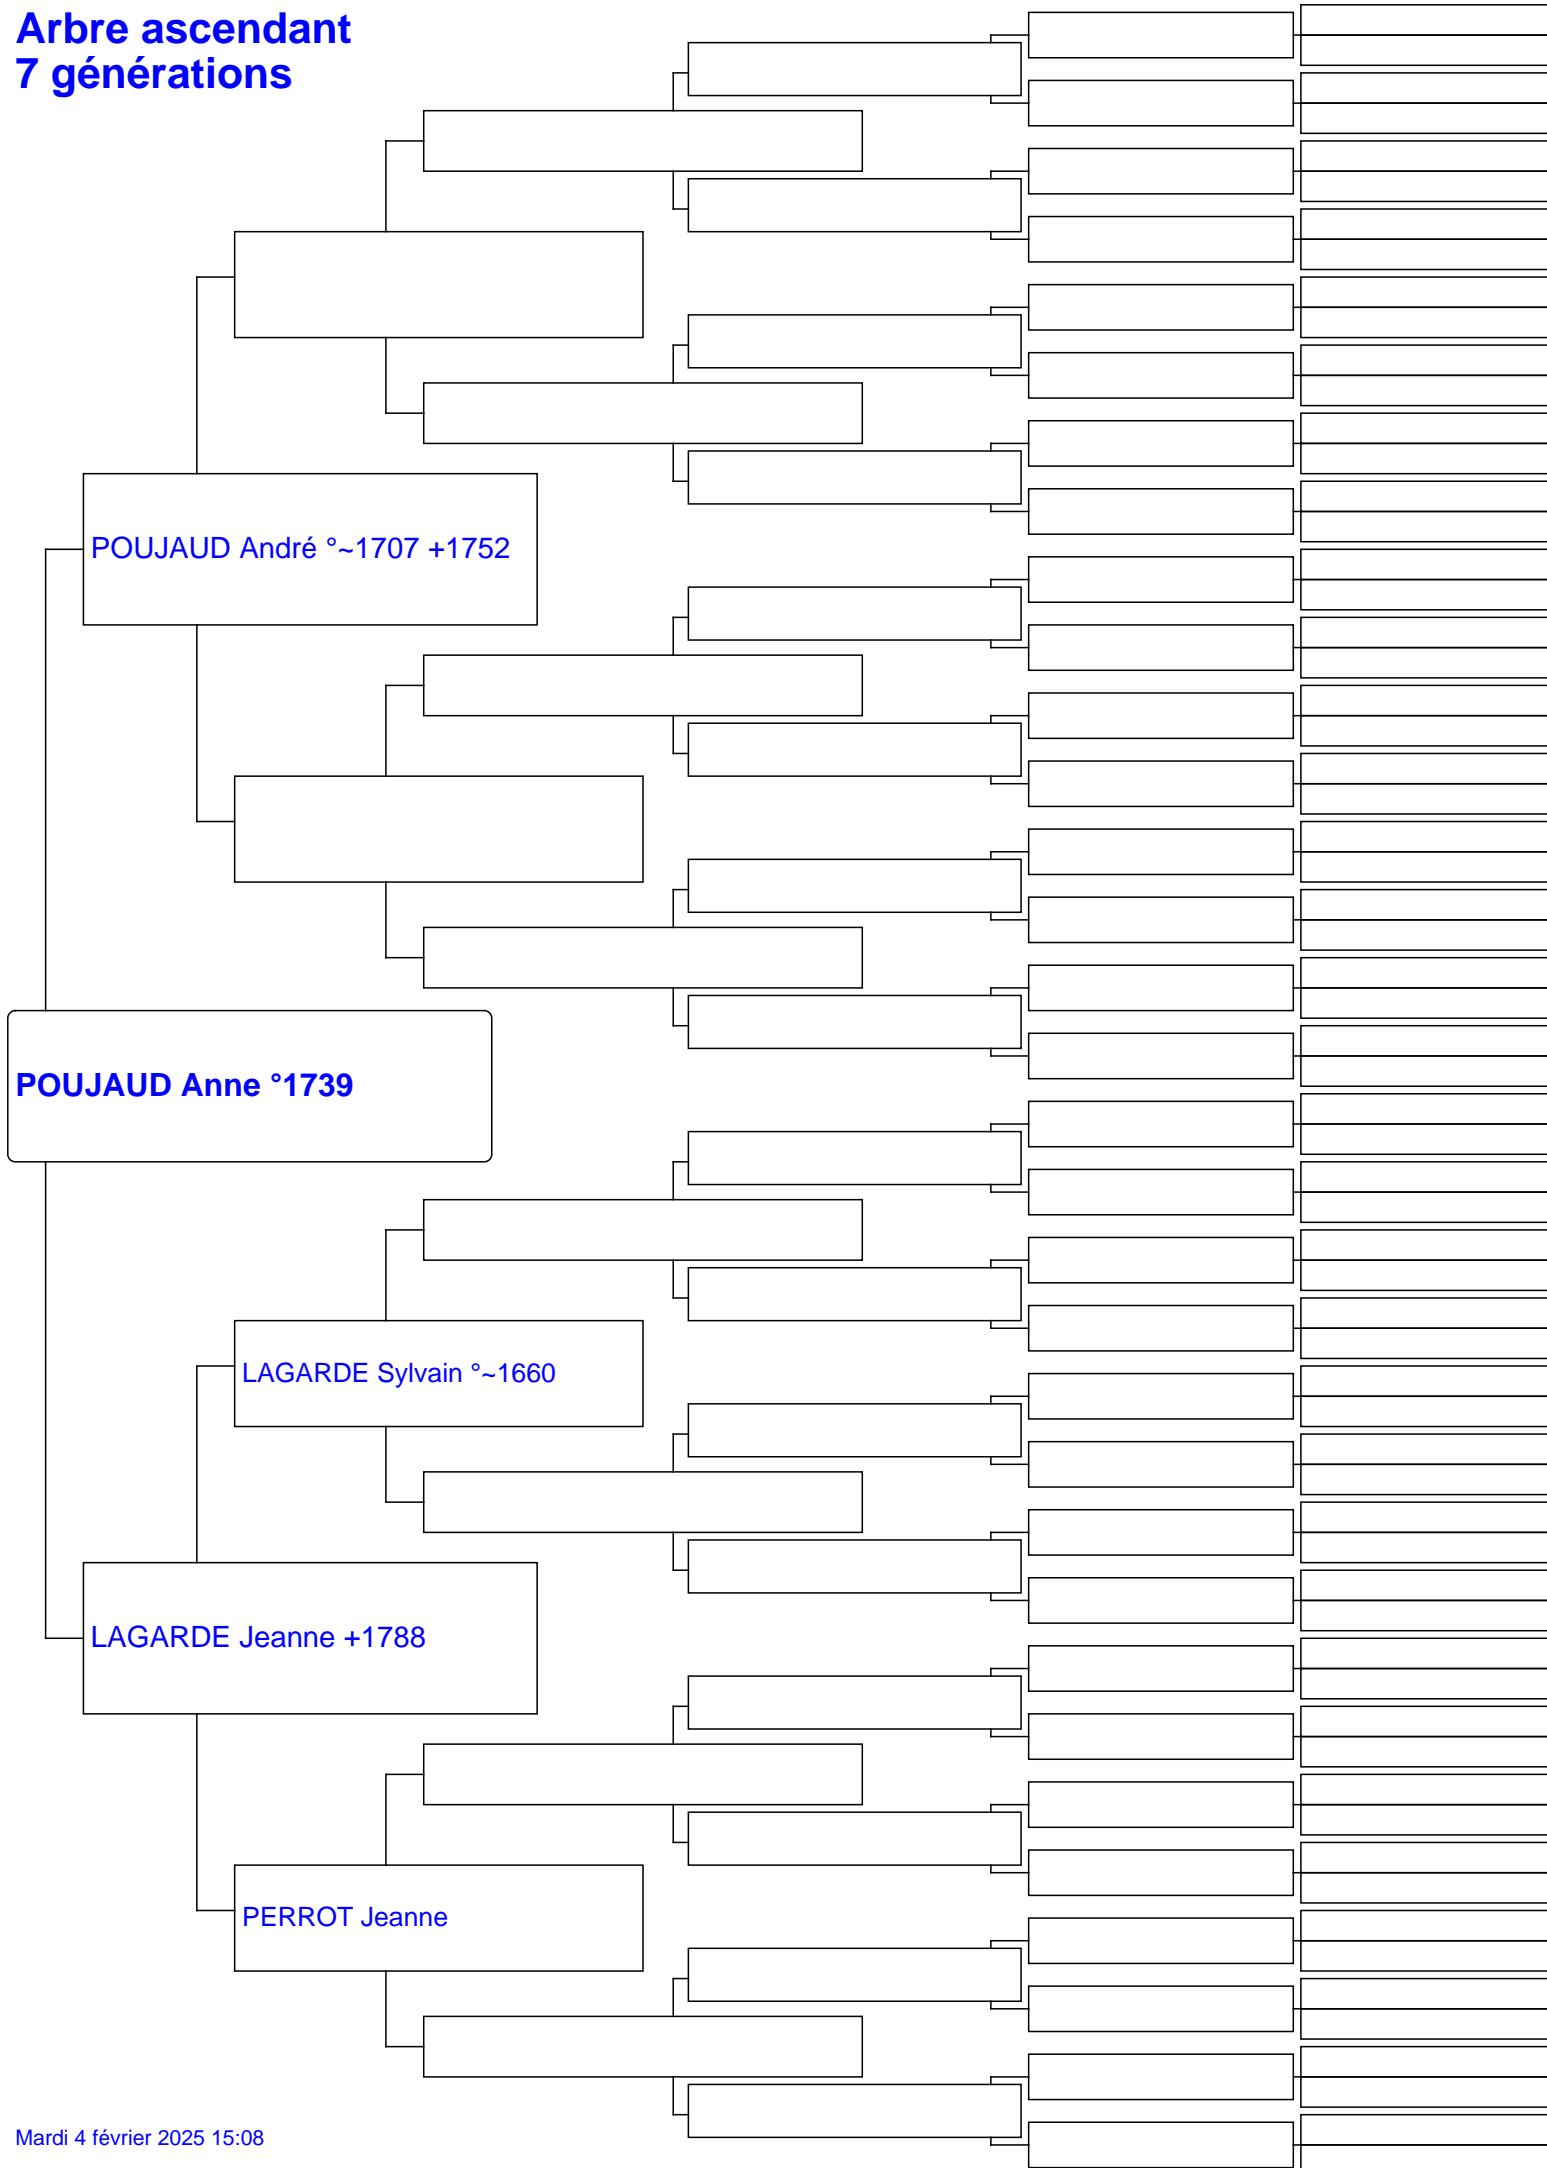 Arbre ascendant
7 générations
POUJAUD André °~1707 +1752
POUJAUD Anne °1739
LAGARDE Sylvain °~1660
LAGARDE Jeanne +1788
PERROT Jeanne
Mardi 4 février 2025 15:08